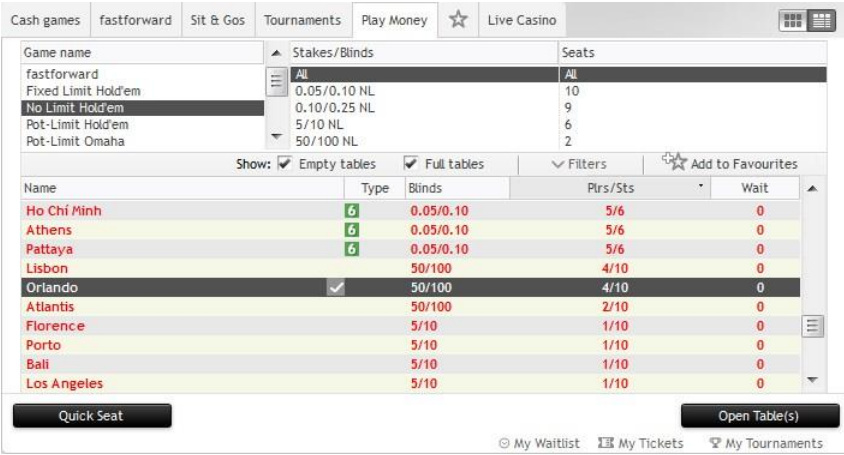 Cash games fastforward Sit & Gos Tournaments Play Money Live Casino
Game name Stakes/Blinds Seats
fastforward All All
Fixed Limit Hold'em 0.05/0.10 NL 10
No Limit Hold'em 0.10/0.25 NL 9
Pot-Limit Hold'em 5/10 NL 6
Pot-Limit Omaha 50/100 NL 2
Show: Empty tables Full tables Filters Add to Favourites
Name Type Blinds Plrs/Sts Wait
Ho Chí Minh 6 0.05/0.10 5/6 0
Athens 6 0.05/0.10 5/6 0
Pattaya 6 0.05/0.10 5/6 0
Lisbon 50/100 4/10 0
Orlando 50/100 4/10 0
Atlantis 50/100 2/10 0
Florence 5/10 1/10 0
Porto 5/10 1/10 0
Bali 5/10 1/10 0
Los Angeles 5/10 1/10 0
Quick Seat Open Table(s)
My Waitlist My Tickets My Tournaments